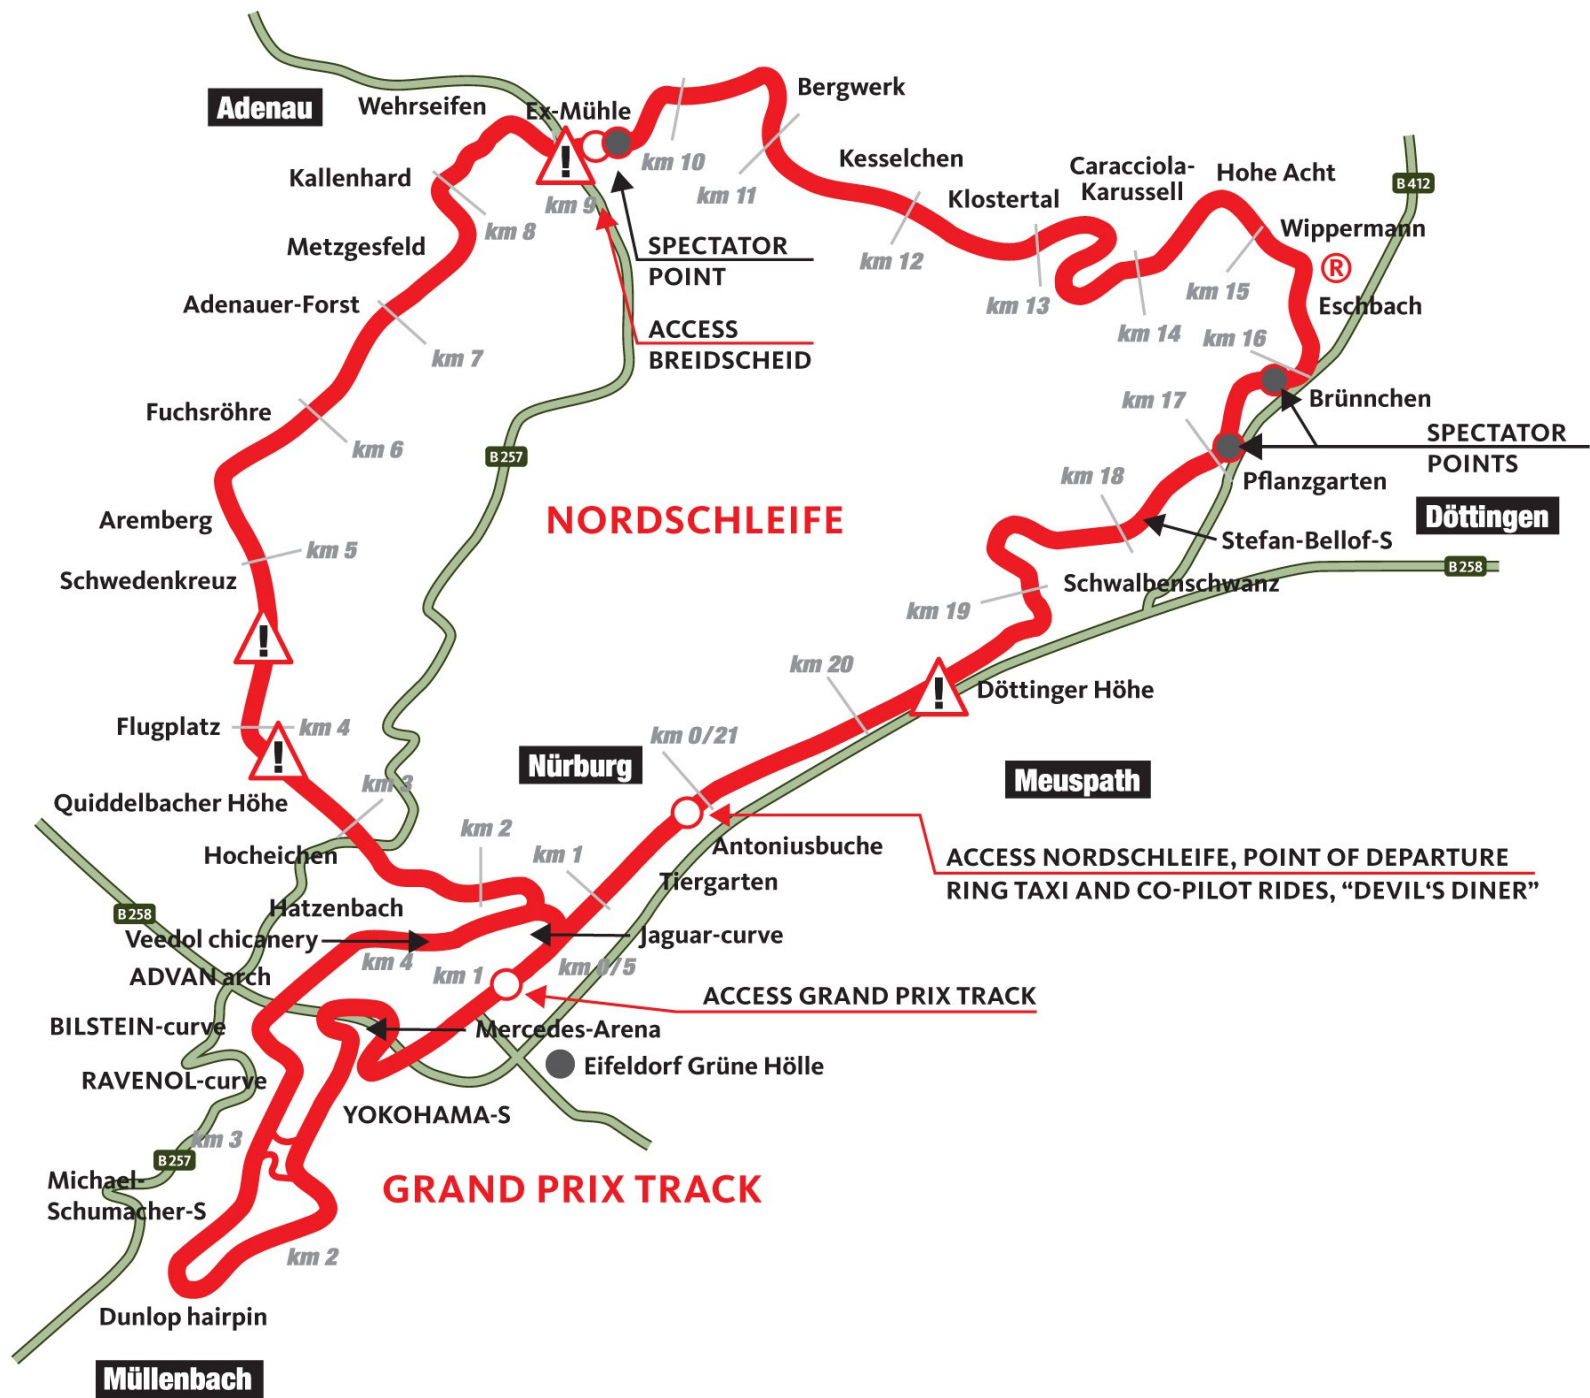 Adenau
Wehrseifen
Ex-Mühle
Bergwerk
km 10
Kallenhard
km 9
km 11
Kesselchen
Caracciola-
Karussell
Hohe Acht
B 412
km 8
Klostertal
Wippermann
Metzgesfeld
SPECTATOR
POINT
km 12
®
km 13
km 15
Eschbach
Adenauer-Forst
km 7
ACCESS
BREIDSCHEID
km 14
km 16
Fuchsröhre
km 6
km 17
Brünnchen
SPECTATOR
POINTS
B 257
km 18
Pflanzgarten
Aremberg
NORDSCHLEIFE
Döttingen
km 5
Stefan-Bellof-S
Schwedenkreuz
Schwalbenschwanz
B 258
km 19
!
!
!
!
km 20
Döttinger Höhe
Flugplatz
km 4
km 0/21
Nürburg
Meuspath
km 3
Quiddelbacher Höhe
km 2
km 1
Antoniusbuche
Hocheichen
Tiergarten
ACCESS NORDSCHLEIFE, POINT OF DEPARTURE
RING TAXI AND CO-PILOT RIDES, “DEVIL‘S DINER”
Hatzenbach
B 258
Veedol chicanery
Jaguar-curve
km 4
km 1
km 0/5
ADVAN arch
ACCESS GRAND PRIX TRACK
BILSTEIN-curve
Mercedes-Arena
Eifeldorf Grüne Hölle
RAVENOL-curve
YOKOHAMA-S
km 3
B 257
Michael-
Schumacher-S
GRAND PRIX TRACK
km 2
Dunlop hairpin
Müllenbach